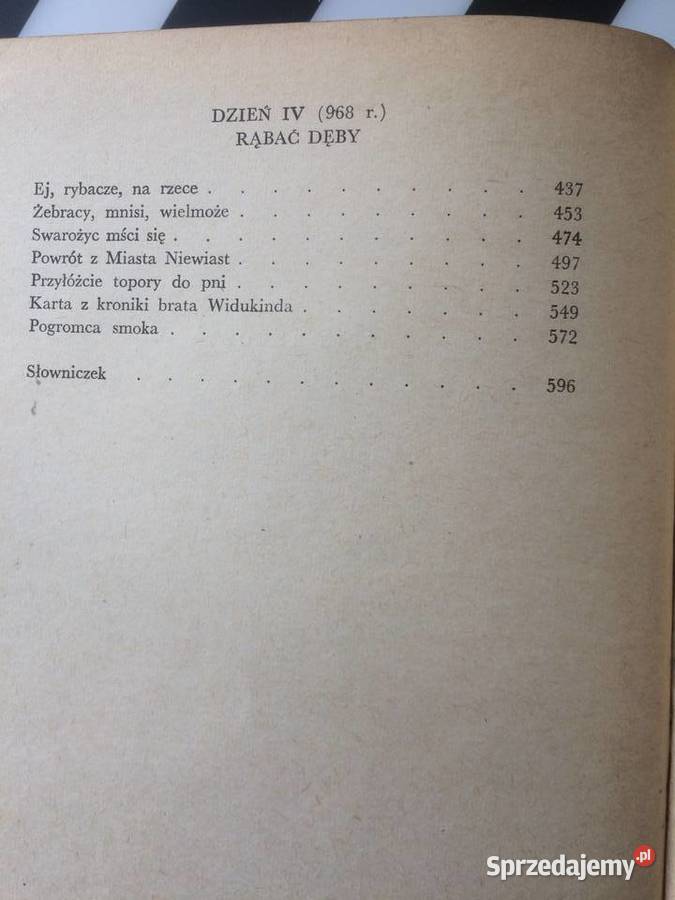 DZIEŃ IV (968 r.)
RĄBAĆ DĘBY
Ej, rybacze, na rzece . . . . . . . . . . 437
Żebracy, mnisi, wielmoże . . . . . . . . . 453
Swarożyc mści się . . . . . . . . . . . 474
Powrót z Miasta Niewiast . . . . . . . . . 497
Przyłóżcie topory do pni . . . . . . . . . 523
Karta z kroniki brata Widukinda . . . . . . . 549
Pogromca smoka . . . . . . . . . . . 572
Słowniczek . . . . . . . . . . . . 596
Sprzedajemy.pl